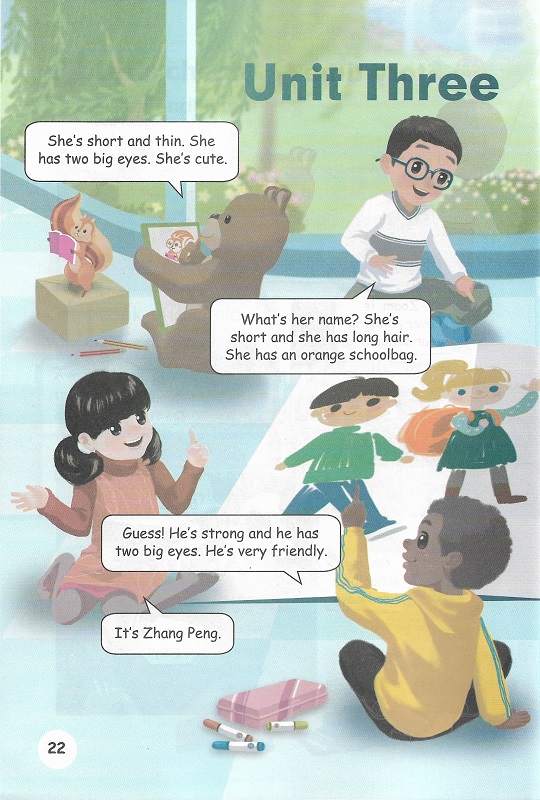 Unit Three
She's short and thin. She
has two big eyes. She's cute.
What's her name? She's
short and she has long hair.
She has an orange schoolbag.
Guess! He's strong and he has
two big eyes. He's very friendly.
It's Zhang Peng.
22